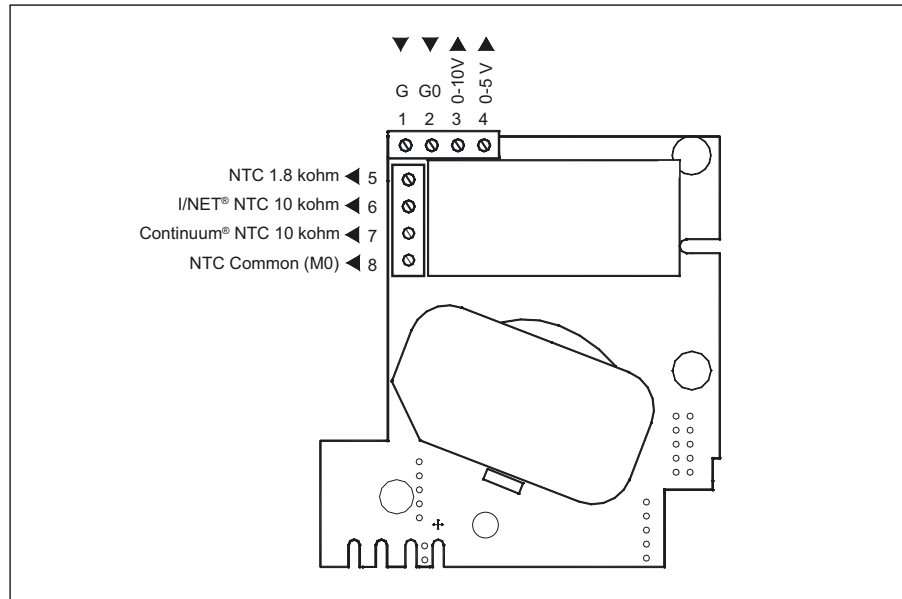 G G0 0-10V 0-5 V
1 2 3 4
NTC 1.8 kohm 5
I/NET® NTC 10 kohm 6
Continuum® NTC 10 kohm 7
NTC Common (M0) 8